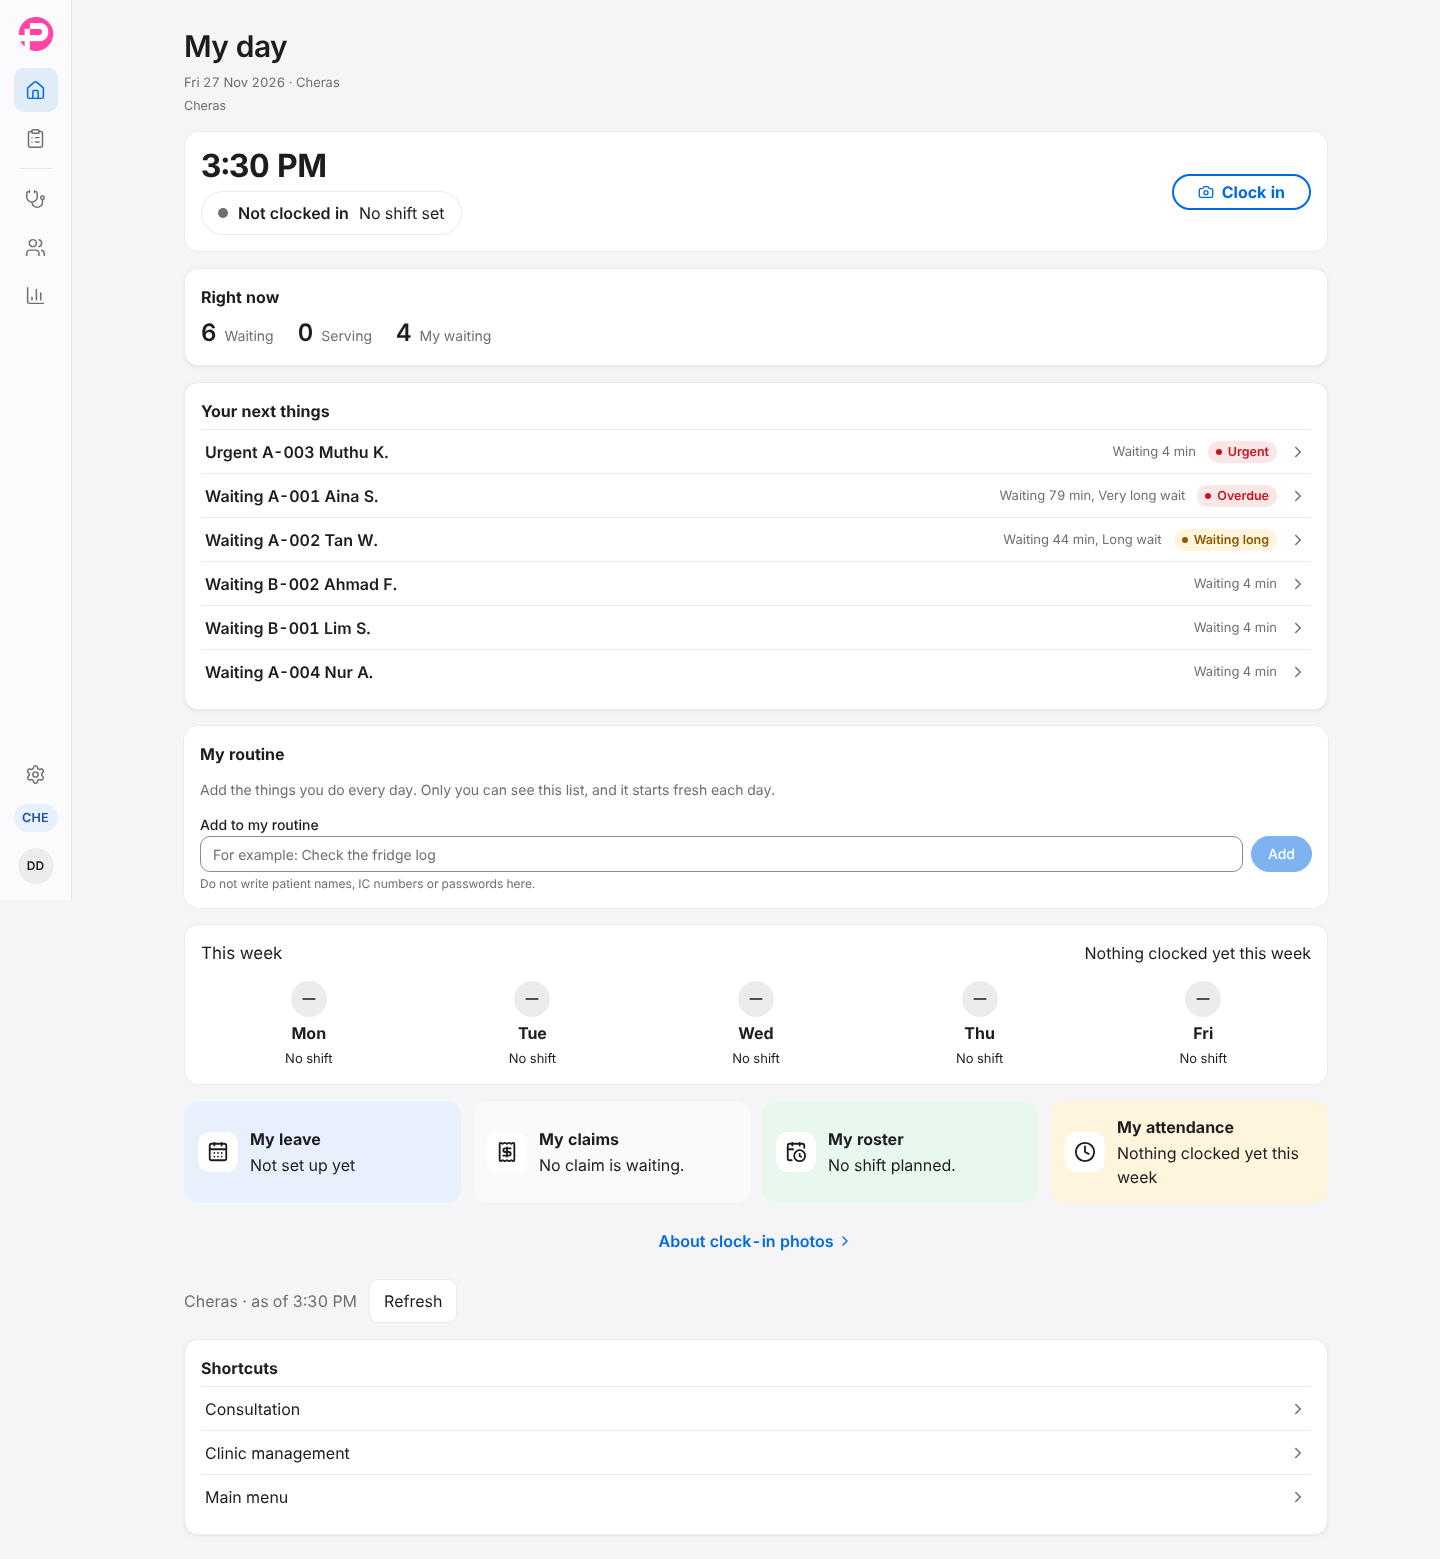 My day
Fri 27 Nov 2026 · Cheras
Cheras
3:30 PM
Not clocked in No shift set
Clock in
Right now
6 Waiting 0 Serving 4 My waiting
Your next things
Urgent A-003 Muthu K. Waiting 4 min Urgent
Waiting A-001 Aina S. Waiting 79 min, Very long wait Overdue
Waiting A-002 Tan W. Waiting 44 min, Long wait Waiting long
Waiting B-002 Ahmad F. Waiting 4 min
Waiting B-001 Lim S. Waiting 4 min
Waiting A-004 Nur A. Waiting 4 min
My routine
Add the things you do every day. Only you can see this list, and it starts fresh each day.
Add to my routine
For example: Check the fridge log Add
Do not write patient names, IC numbers or passwords here.
CHE
DD
This week Nothing clocked yet this week
Mon Tue Wed Thu Fri
No shift No shift No shift No shift No shift
My leave
Not set up yet
My claims
No claim is waiting.
My roster
No shift planned.
My attendance
Nothing clocked yet this
week
About clock-in photos
Cheras · as of 3:30 PM Refresh
Shortcuts
Consultation
Clinic management
Main menu